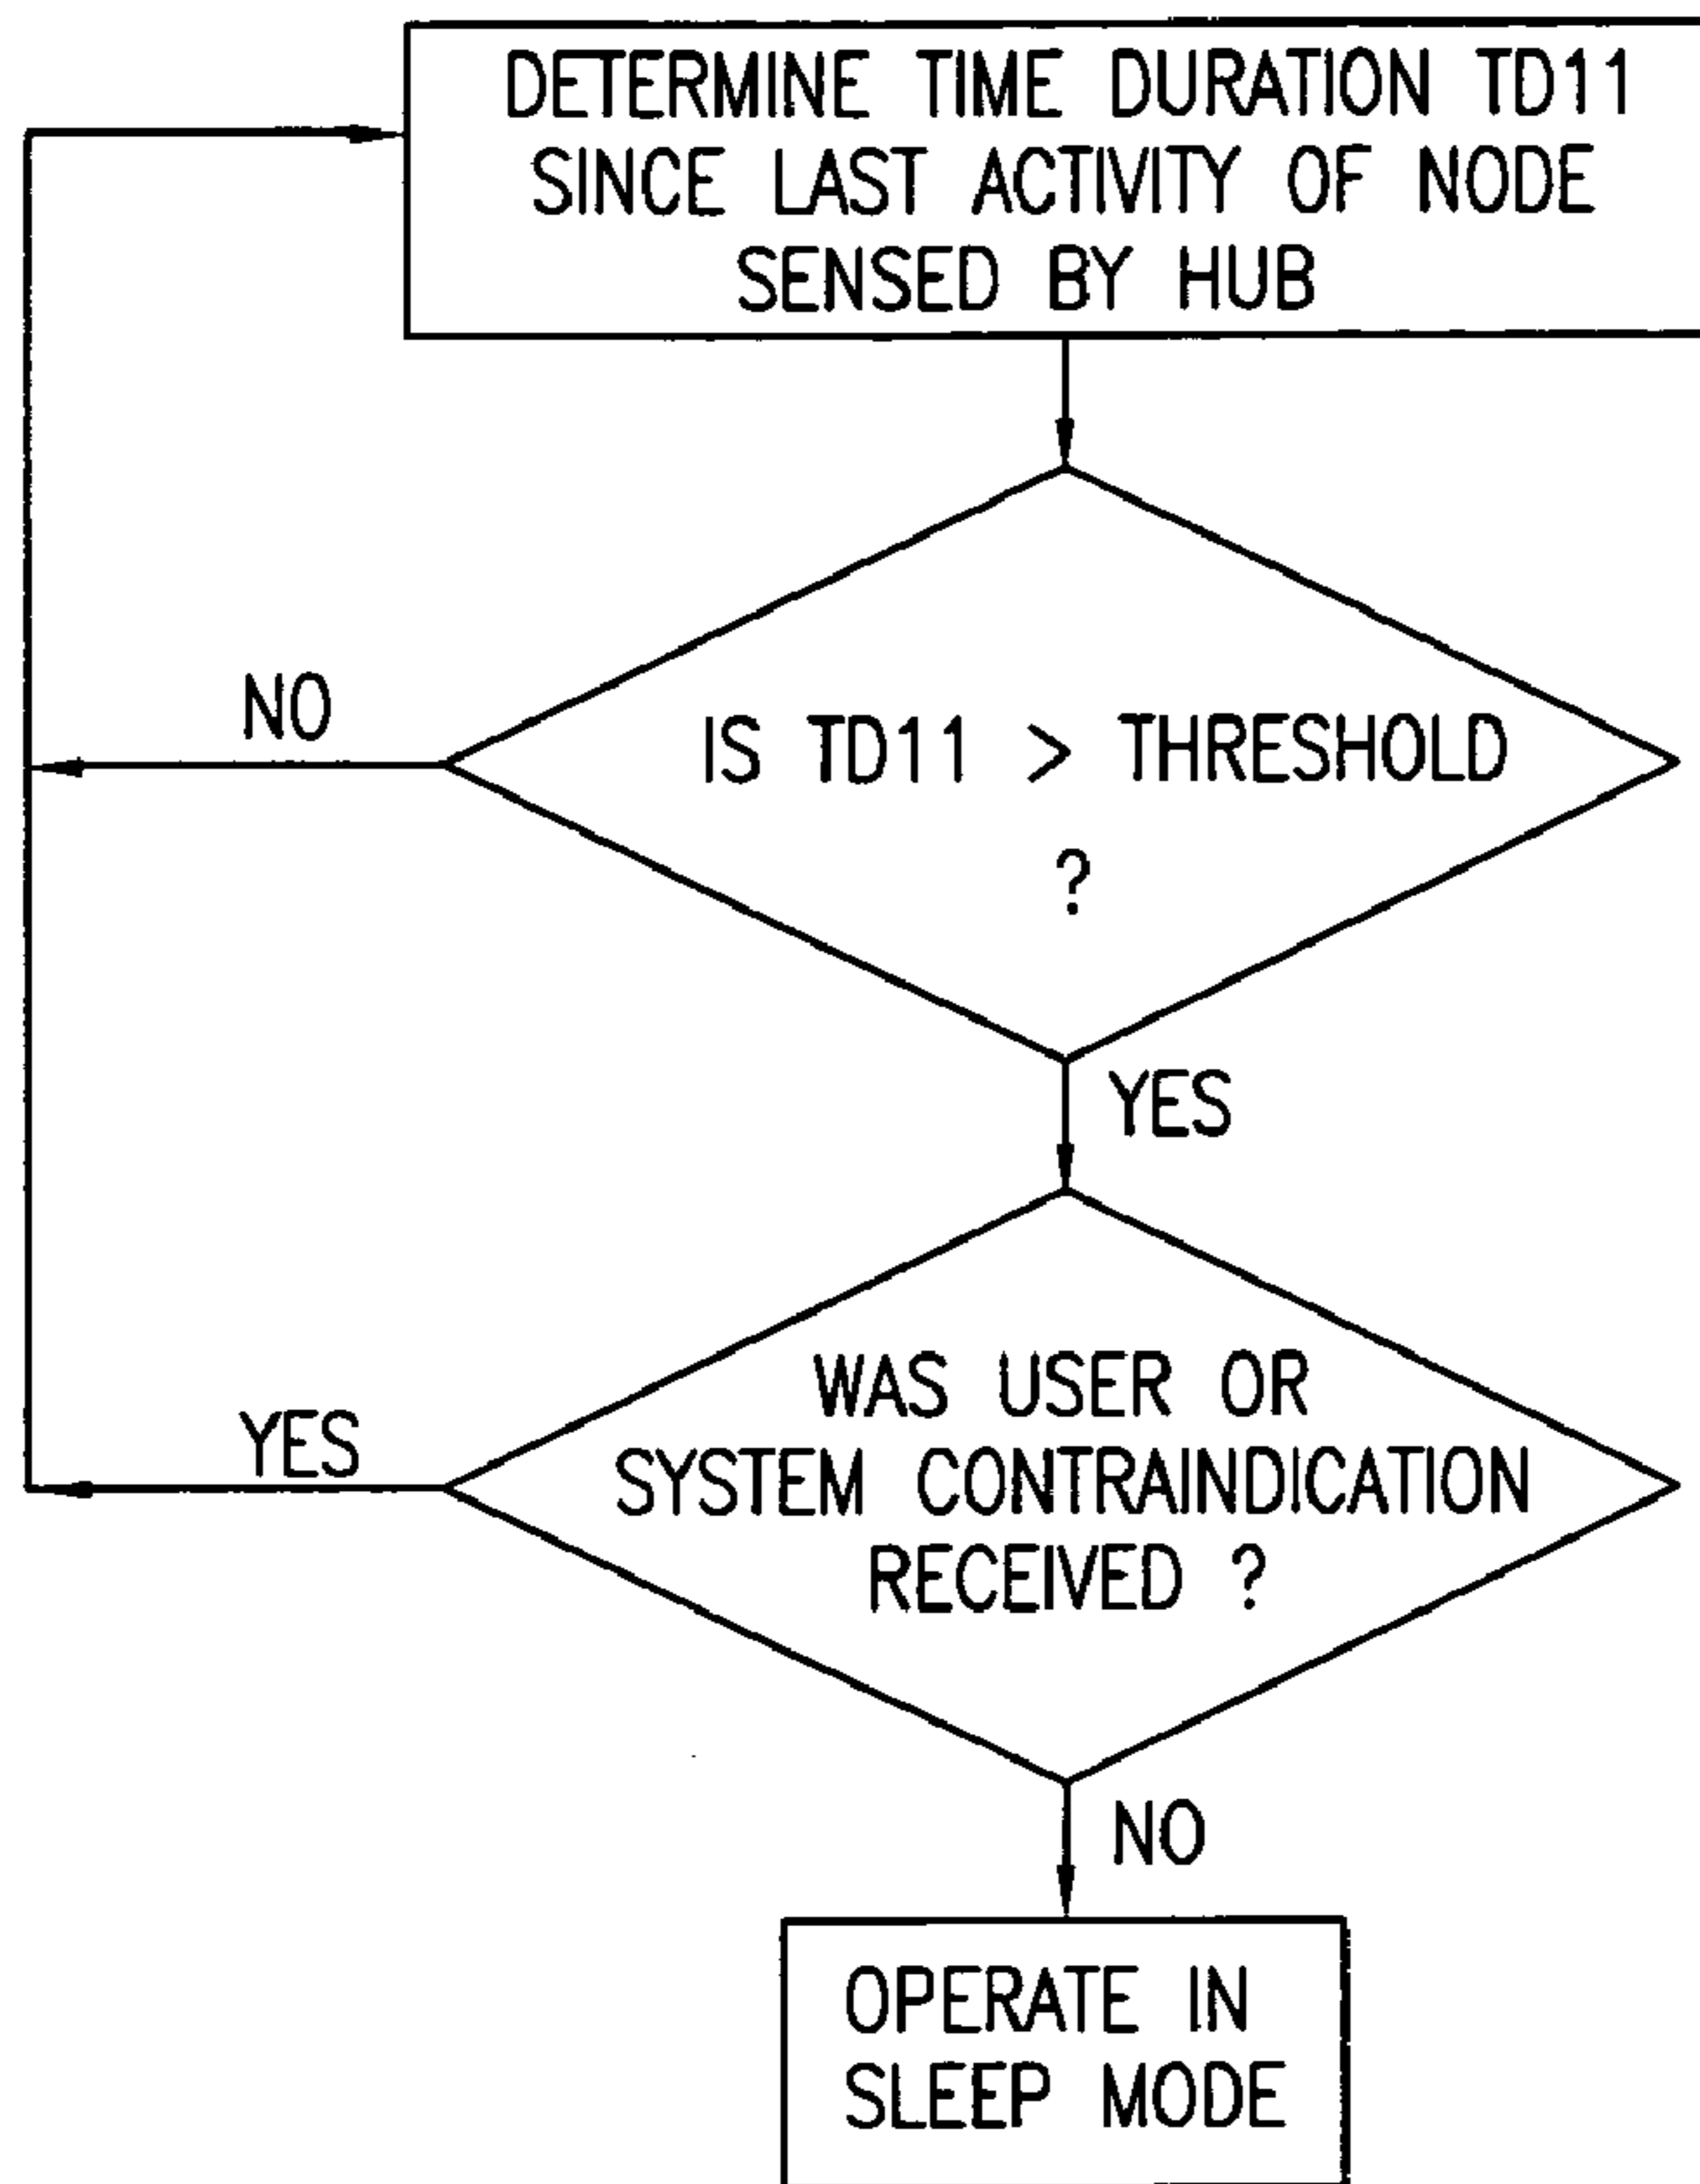 DETERMINE TIME DURATION TD11
SINCE LAST ACTIVITY OF NODE
SENSED BY HUB
NO
IS TD11 > THRESHOLD
?
YES
WAS USER OR
YES
SYSTEM CONTRAINDICATION
RECEIVED ?
NO
OPERATE IN
SLEEP MODE